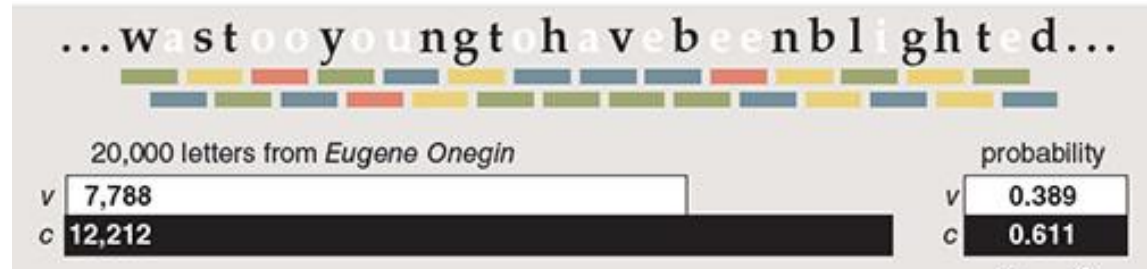 ...wastooyoungtohavebeenblighted...
20,000 letters from Eugene Onegin
probability
v 7,788
v 0.389
c 12,212
c 0.611